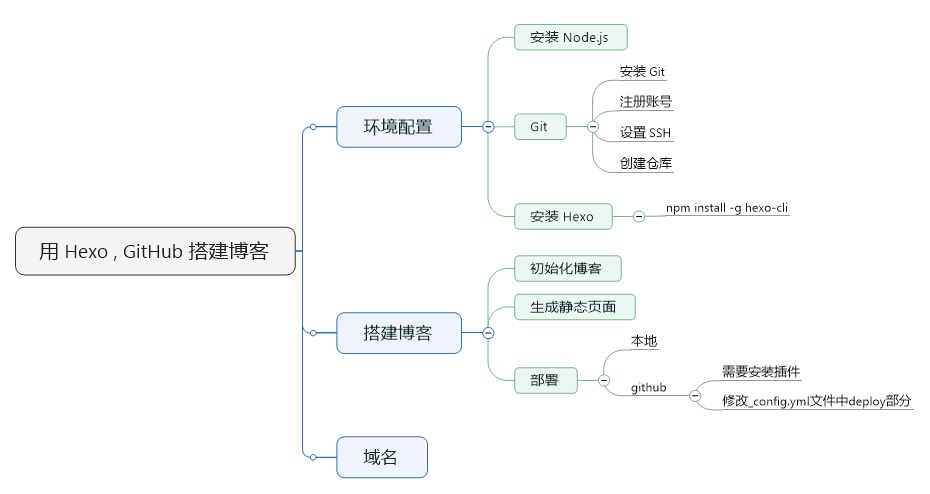 用 Hexo , GitHub 搭建博客
环境配置
安装 Node.js
Git
安装 Git
注册账号
设置 SSH
创建仓库
安装 Hexo
npm install -g hexo-cli
搭建博客
初始化博客
生成静态页面
部署
本地
github
需要安装插件
修改_config.yml文件中deploy部分
域名